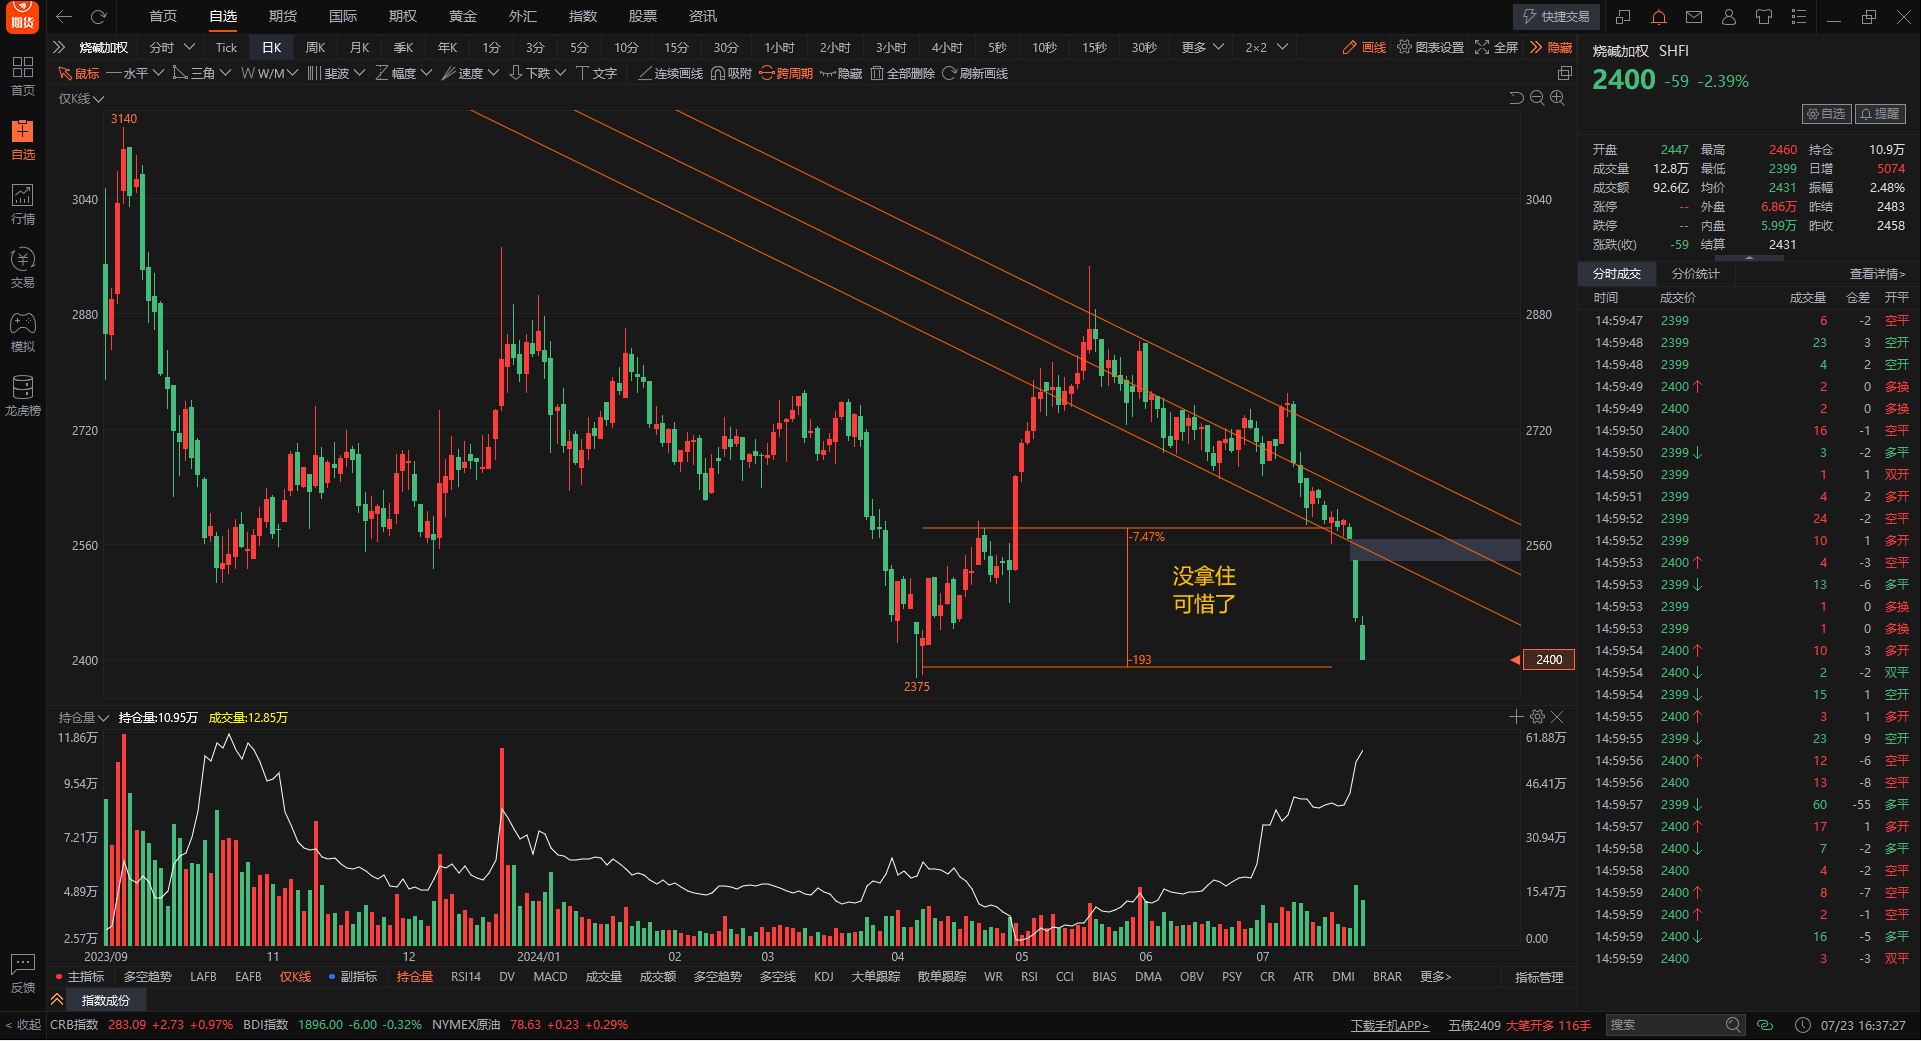 期货
首页 自选 期货 国际 期权 黄金 外汇 指数 股票 资讯
快捷交易
烧碱加权 分时 Tick 日K 周K 月K 季K 年K 1分 3分 5分 10分 15分 30分 1小时 2小时 3小时 4小时 5秒 10秒 15秒 30秒 更多 2×2 画线 图表设置 全屏 隐藏
鼠标 水平 三角 W/M 斐波 幅度 速度 下跌 文字 连续画线 吸附 跨周期 隐藏 全部删除 刷新画线
首页
自选
行情
交易
模拟
龙虎榜
反馈
< 收起
仅K线
3140
3040 3040
2880 2880
2720 2720
2560 2560
2400 2400
-7.47%
没拿住
可惜了
-193
2375
持仓量 持仓量:10.95万 成交量:12.85万
11.86万 61.88万
9.54万 46.41万
7.21万 30.94万
4.89万 15.47万
2.57万 0.00
2023/09 11 12 2024/01 02 03 04 05 06 07
主指标 多空趋势 LAFB EAFB 仅K线 副指标 持仓量 RSI14 DV MACD 成交量 成交额 多空趋势 多空线 KDJ 大单跟踪 散单跟踪 WR RSI CCI BIAS DMA OBV PSY CR ATR DMI BRAR 更多> 指标管理
指数成份
烧碱加权 SHFI
2400 -59 -2.39%
自选 提醒
开盘 2447 最高 2460 持仓 10.9万
成交量 12.8万 最低 2399 日增 5074
成交额 92.6亿 均价 2431 振幅 2.48%
涨停 -- 外盘 6.86万 昨结 2483
跌停 -- 内盘 5.99万 昨收 2458
涨跌(收) -59 结算 2431
分时成交 分价统计 查看详情>
时间 成交价 成交量 仓差 开平
14:59:47 2399 6 -2 空平
14:59:48 2399 23 3 空开
14:59:48 2399 4 2 空开
14:59:49 2400↑ 2 0 多换
14:59:49 2400 2 0 多换
14:59:50 2400 16 -1 空平
14:59:50 2399↓ 3 -2 多平
14:59:50 2399 1 1 双开
14:59:51 2399 4 2 多开
14:59:52 2399 24 -2 空平
14:59:52 2399 10 1 多开
14:59:53 2400↑ 4 -3 空平
14:59:53 2399↓ 13 -6 多平
14:59:53 2399 1 0 多换
14:59:53 2399 1 0 多换
14:59:54 2400↑ 10 3 多开
14:59:54 2400↓ 2 -2 双平
14:59:54 2399↓ 15 1 空开
14:59:55 2400↑ 3 1 多开
14:59:55 2399↓ 23 9 空开
14:59:56 2400↑ 12 -6 空平
14:59:56 2400 13 -8 空平
14:59:57 2399↓ 60 -55 多平
14:59:57 2400↑ 17 1 多开
14:59:58 2400↓ 7 -2 多平
14:59:58 2400 4 -2 空平
14:59:59 2400↑ 8 -7 空平
14:59:59 2400↑ 2 -1 空平
14:59:59 2400↓ 16 -5 多平
14:59:59 2400 3 -3 双平
CRB指数 283.09 +2.73 +0.97% BDI指数 1896.00 -6.00 -0.32% NYMEX原油 78.63 +0.23 +0.29%
下载手机APP> 五债2409 大笔开多 116手 搜索 07/23 16:37:27